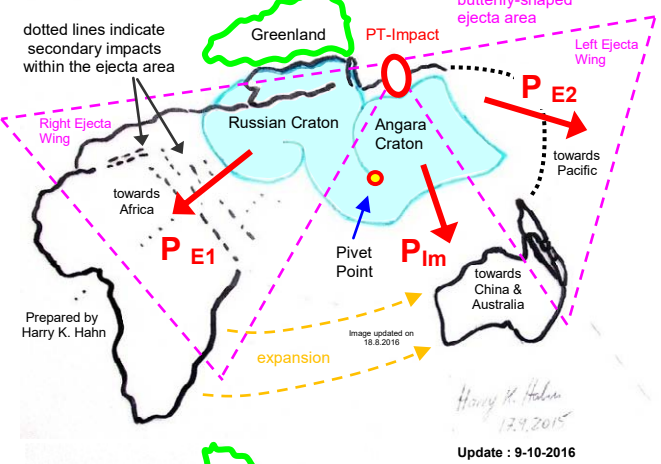 butterfly-shaped
ejecta area
dotted lines indicate
secondary impacts
within the ejecta area
Greenland
PT-Impact
Left Ejecta
Wing
P E2
Right Ejecta
Wing
Russian Craton
Angara
Craton
towards
Pacific
towards
Africa
P E1
Pivet
Point
P Im
towards
China &
Australia
Prepared by
Harry K. Hahn
Image updated on
18.8.2016
expansion
Harry K. Hahn
17.9.2015
Update : 9-10-2016